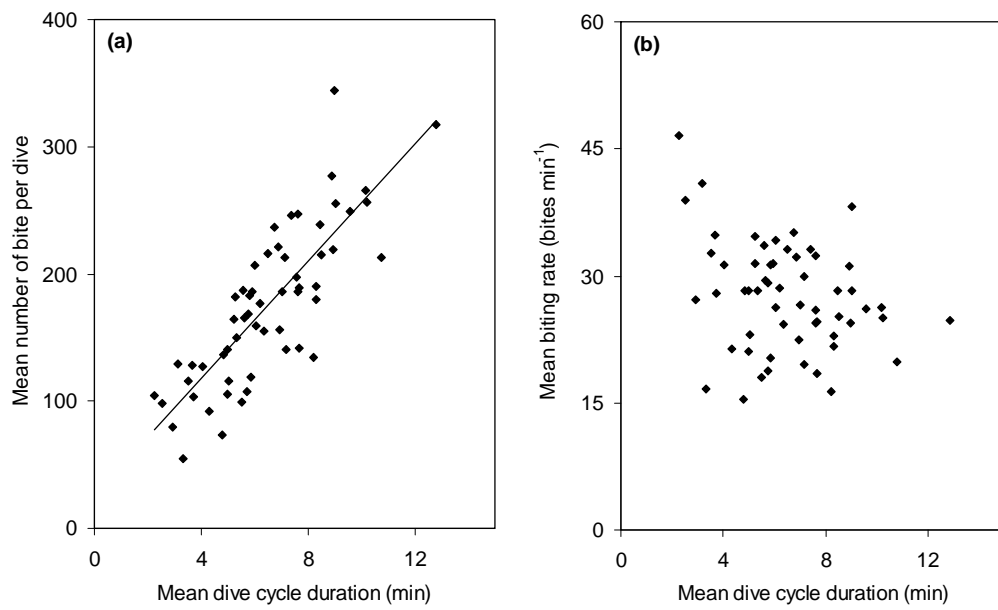 (a)
400
300
200
100
0
0 4 8 12
Mean number of bite per dive
Mean dive cycle duration (min)
(b)
60
45
30
15
0
0 4 8 12
Mean biting rate (bites min⁻¹)
Mean dive cycle duration (min)